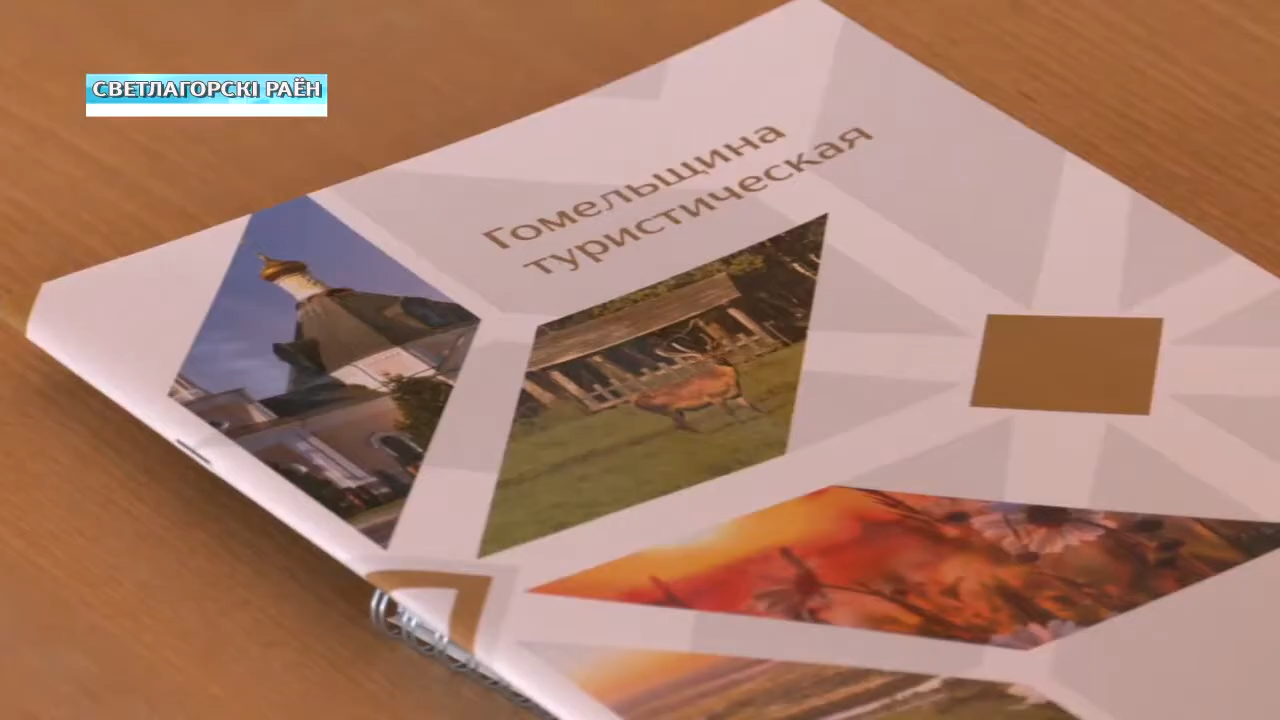 СВЕТЛАГОРСКІ РАЁН
Гомельщина
туристическая